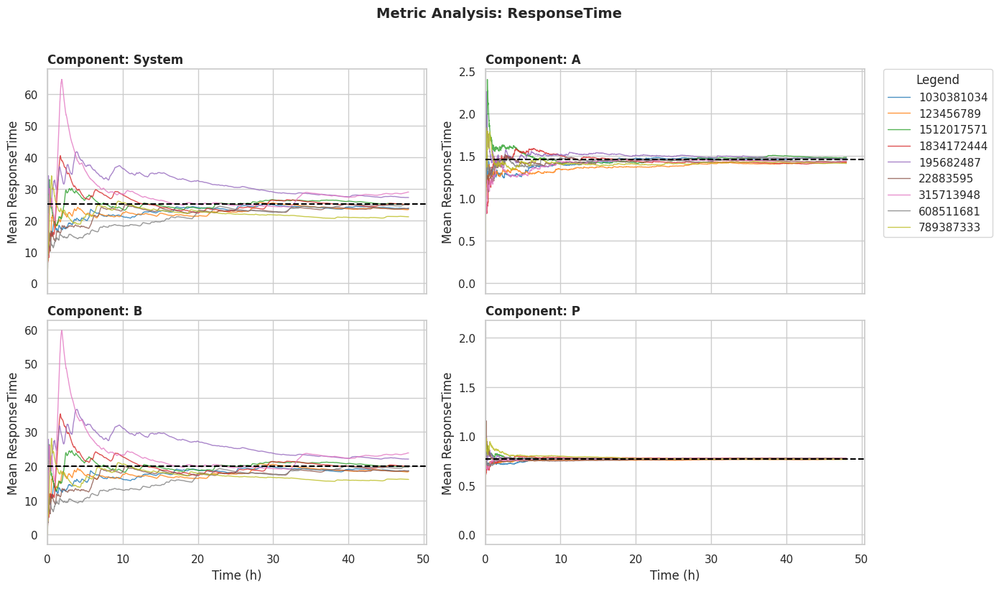 Metric Analysis: ResponseTime
Component: System
Mean ResponseTime
60
50
40
30
20
10
0
Component: A
Mean ResponseTime
2.5
2.0
1.5
1.0
0.5
0.0
Legend
1030381034
123456789
1512017571
1834172444
195682487
22883595
315713948
608511681
789387333
Component: B
Mean ResponseTime
60
50
40
30
20
10
0
0 10 20 30 40 50
Time (h)
Component: P
Mean ResponseTime
2.0
1.5
1.0
0.5
0.0
0 10 20 30 40 50
Time (h)